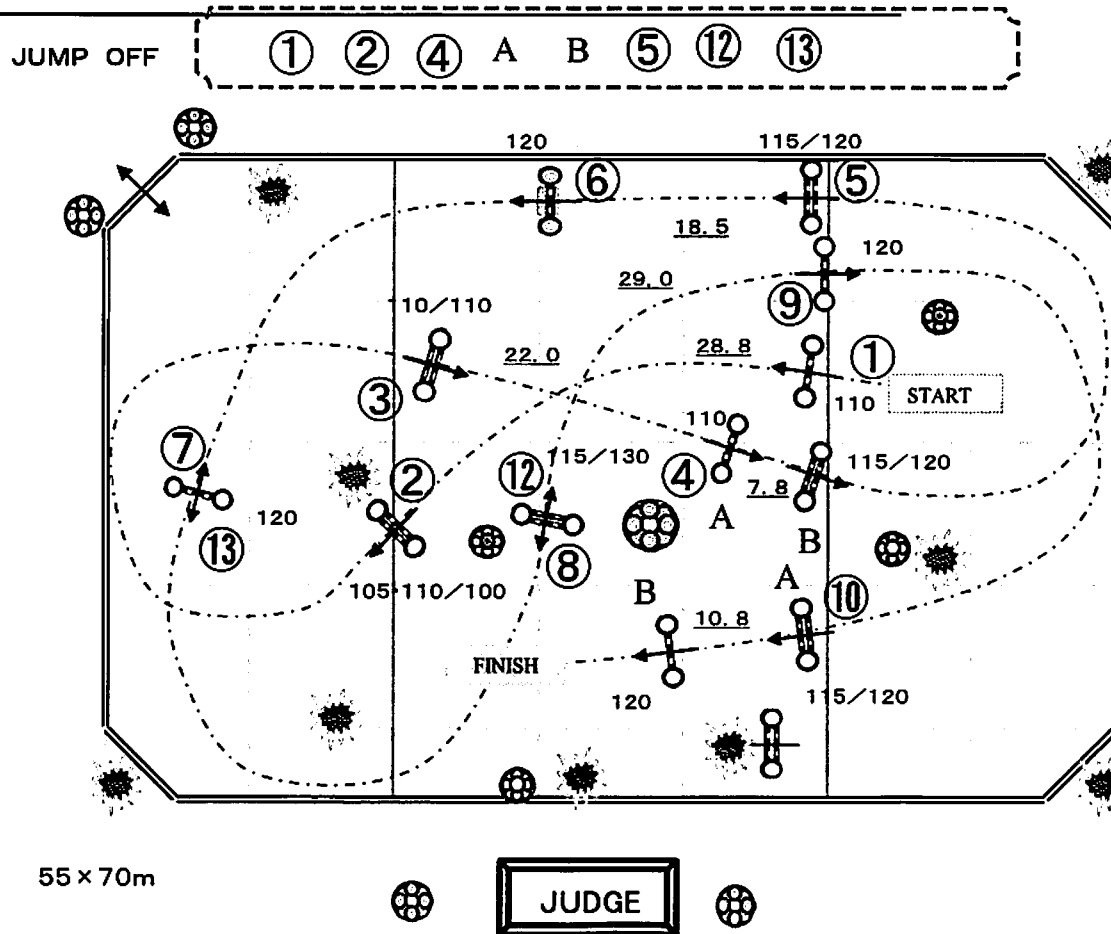 JUMP OFF ① ② ④ A B ⑤ ⑫ ⑬
120 115/120
⑥ ⑤
18.5
120
29.0
⑨
110/110
22.0 28.8 ①
START
③ 110
110
⑦ ② ⑫ 115/130 ④ 115/120
7.8
120 A
⑬ ⑧ B
105-110/100 B A ⑩
10.8
FINISH
120 115/120
55×70m
JUDGE